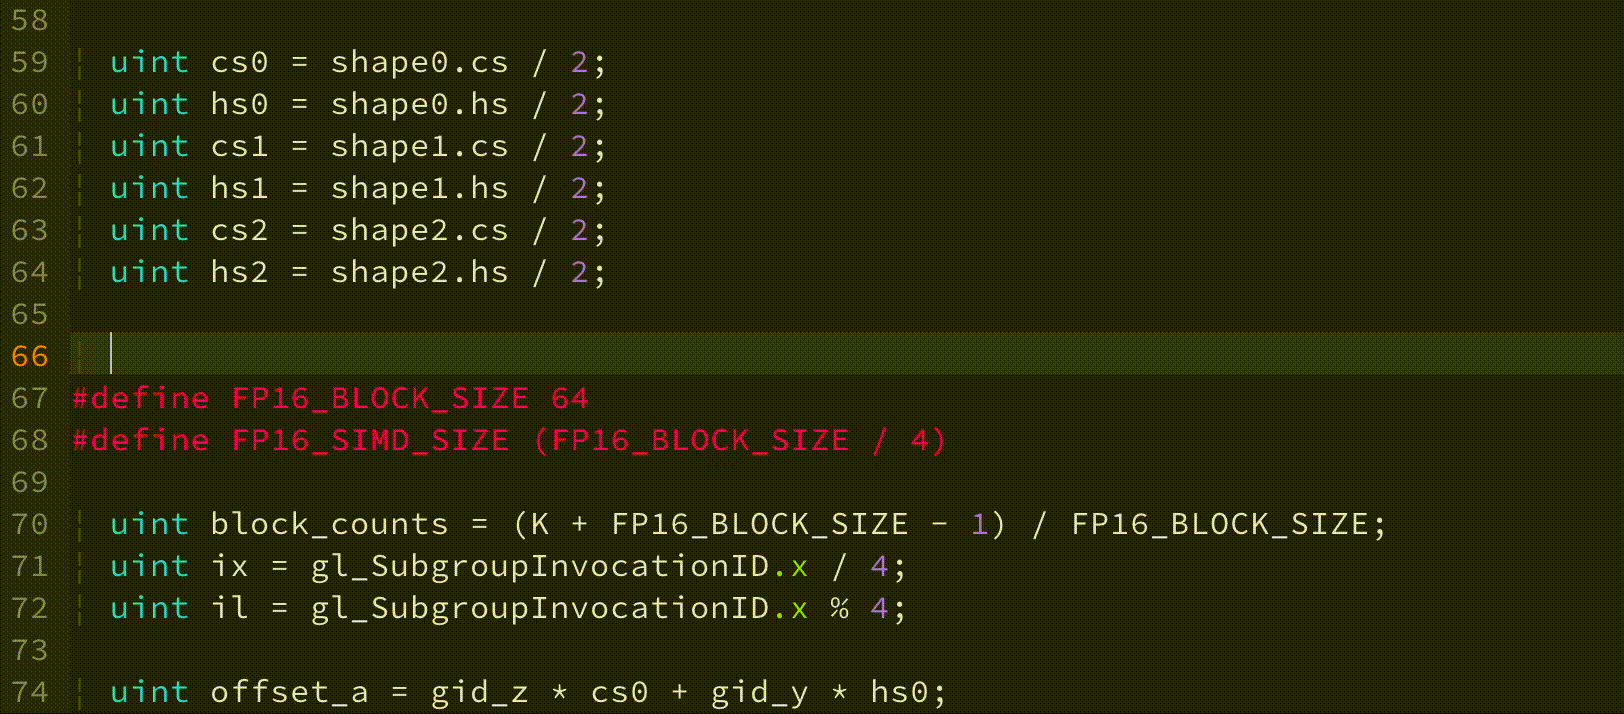 58
59 uint cs0 = shape0.cs / 2;
60 uint hs0 = shape0.hs / 2;
61 uint cs1 = shape1.cs / 2;
62 uint hs1 = shape1.hs / 2;
63 uint cs2 = shape2.cs / 2;
64 uint hs2 = shape2.hs / 2;
65
66
67 #define FP16_BLOCK_SIZE 64
68 #define FP16_SIMD_SIZE (FP16_BLOCK_SIZE / 4)
69
70 uint block_counts = (K + FP16_BLOCK_SIZE - 1) / FP16_BLOCK_SIZE;
71 uint ix = gl_SubgroupInvocationID.x / 4;
72 uint il = gl_SubgroupInvocationID.x % 4;
73
74 uint offset_a = gid_z * cs0 + gid_y * hs0;